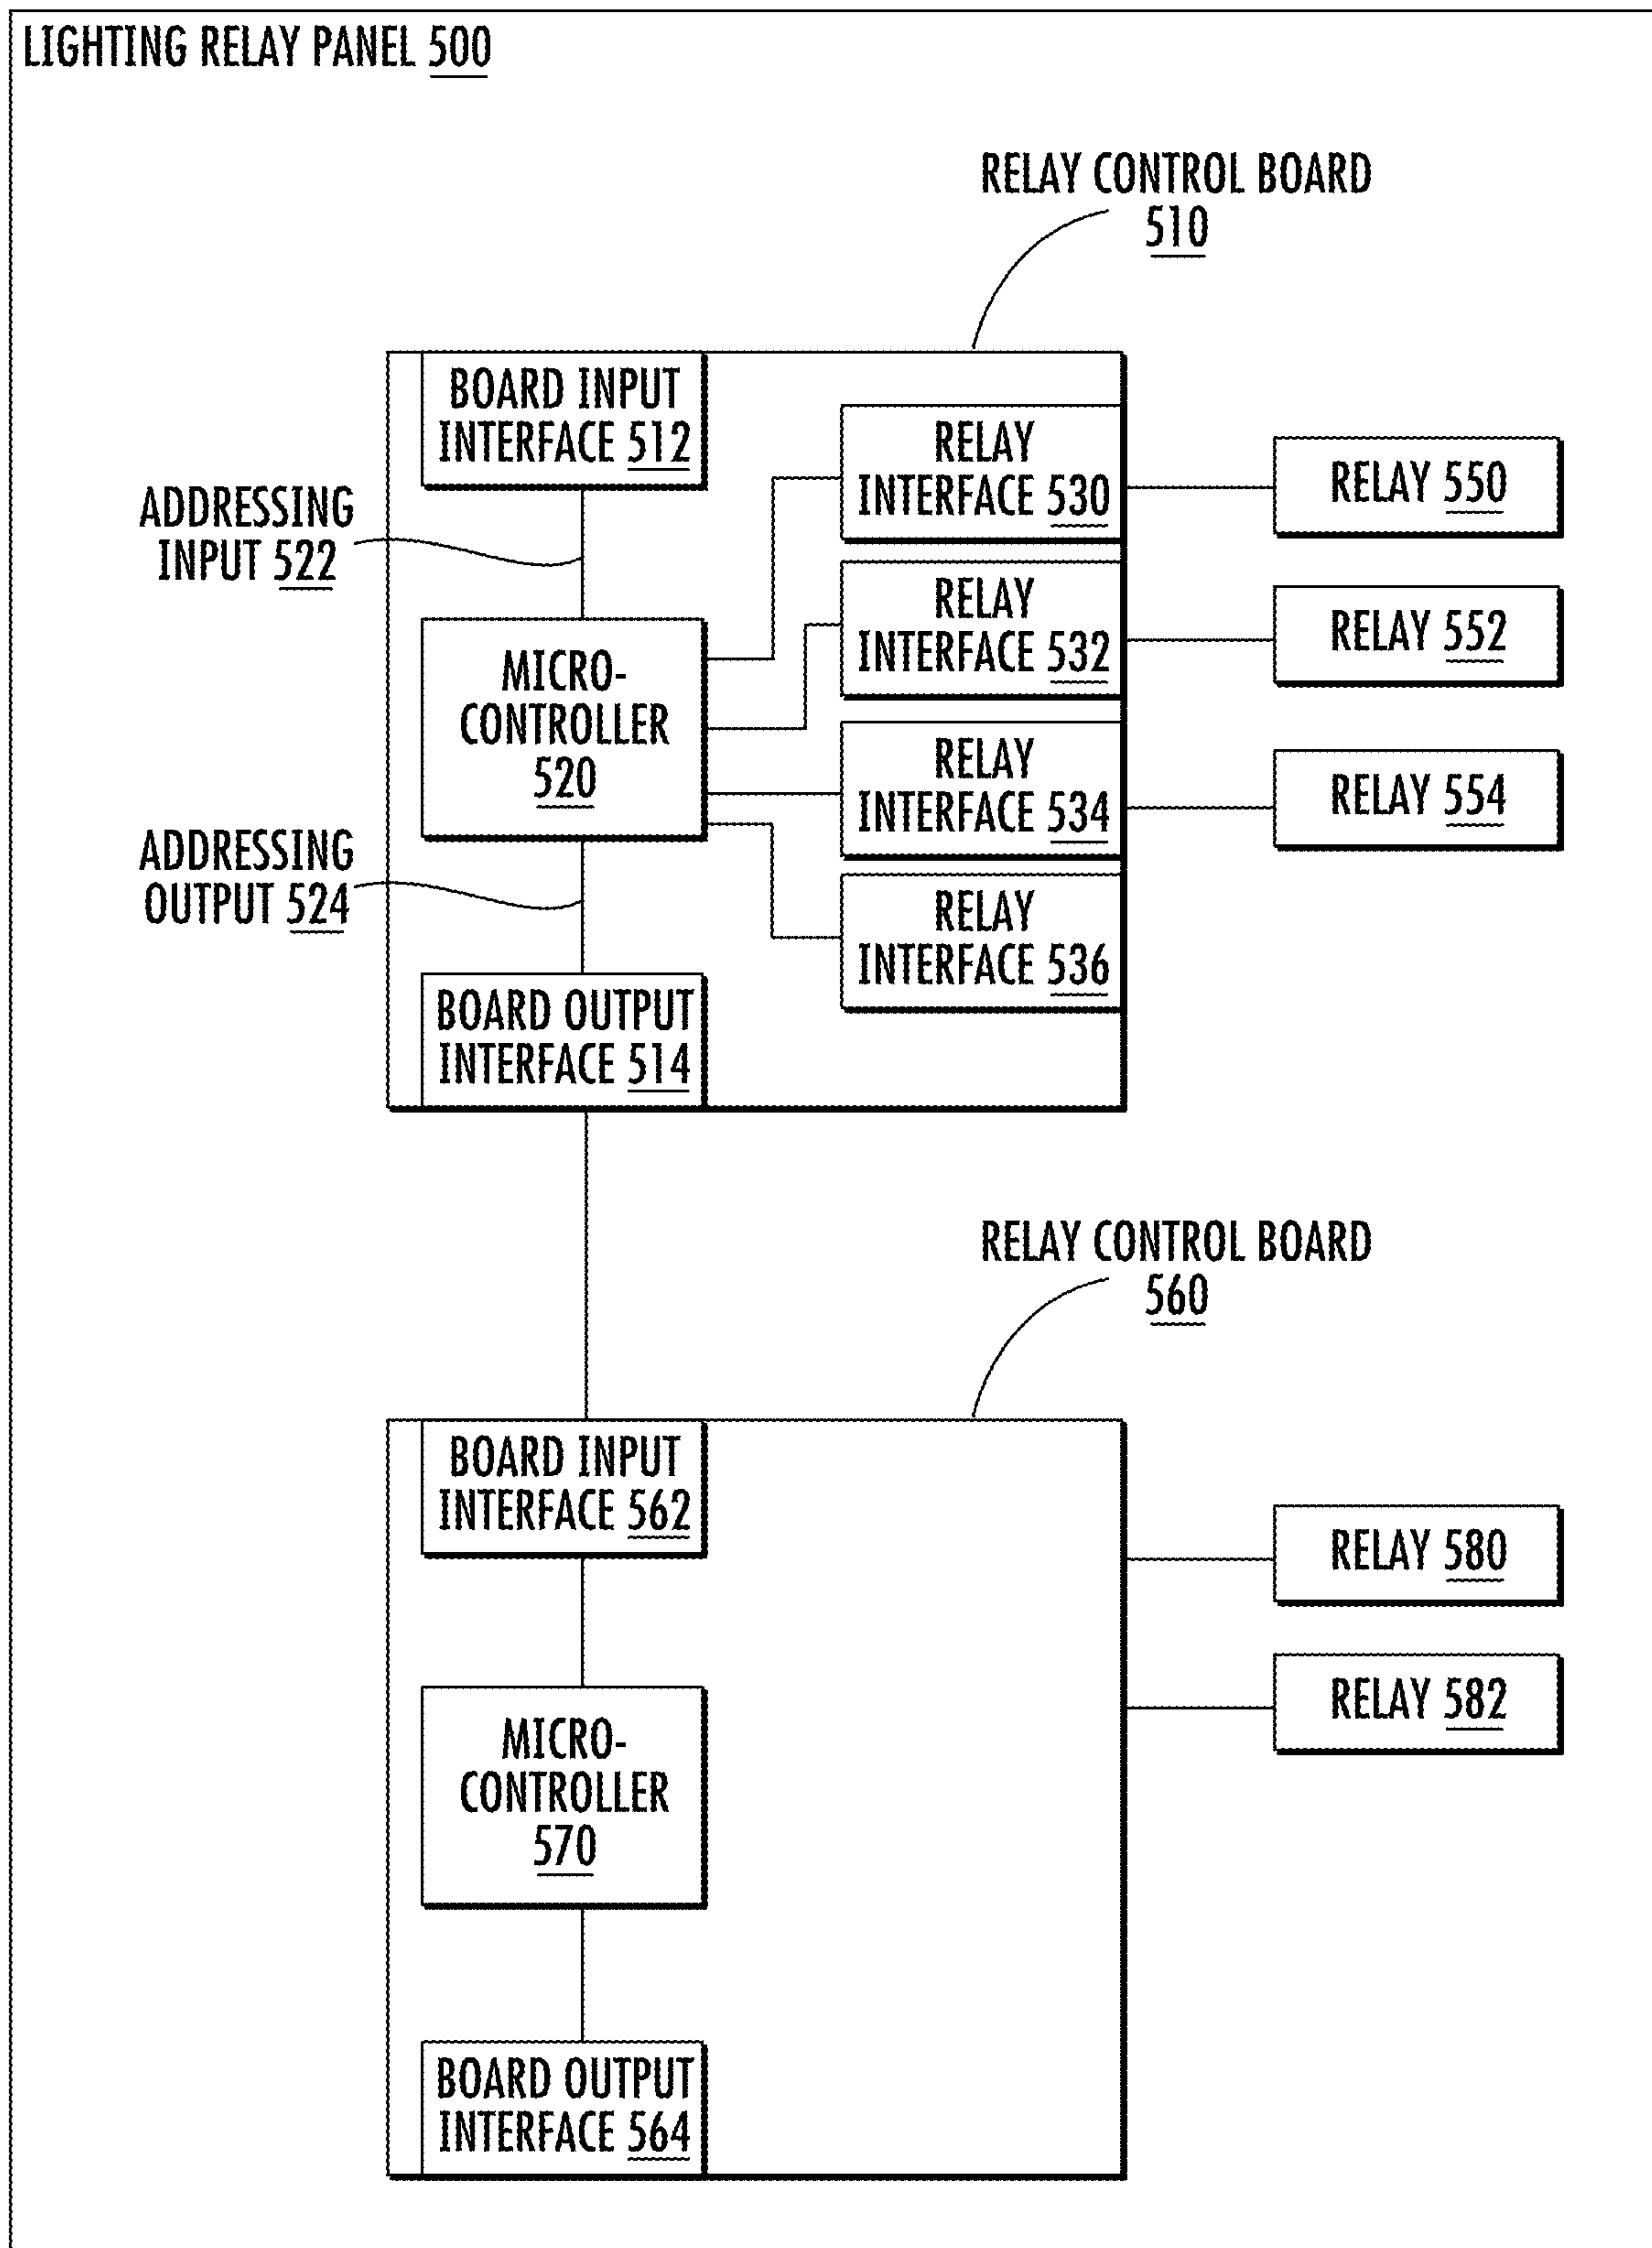 LIGHTING RELAY PANEL 500
RELAY CONTROL BOARD
510
BOARD INPUT
INTERFACE 512
ADDRESSING
INPUT 522
MICRO-
CONTROLLER
520
ADDRESSING
OUTPUT 524
BOARD OUTPUT
INTERFACE 514
RELAY
INTERFACE 530
RELAY
INTERFACE 532
RELAY
INTERFACE 534
RELAY
INTERFACE 536
RELAY 550
RELAY 552
RELAY 554
RELAY CONTROL BOARD
560
BOARD INPUT
INTERFACE 562
MICRO-
CONTROLLER
570
BOARD OUTPUT
INTERFACE 564
RELAY 580
RELAY 582